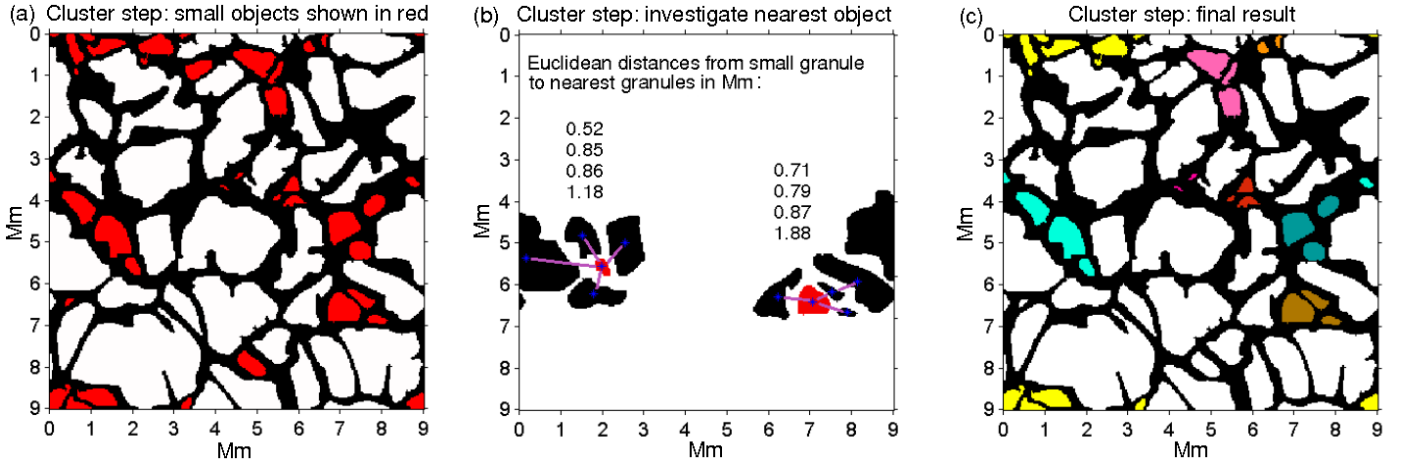 (a) Cluster step: small objects shown in red
0
1
2
3
4
5
6
7
8
9
Mm
0 1 2 3 4 5 6 7 8 9
Mm
(b) Cluster step: investigate nearest object
0
1
2
3
4
5
6
7
8
9
Euclidean distances from small granule
to nearest granules in Mm:
0.52
0.85
0.86
1.18
0.71
0.79
0.87
1.88
0 1 2 3 4 5 6 7 8 9
Mm
(c) Cluster step: final result
0
1
2
3
4
5
6
7
8
9
Mm
0 1 2 3 4 5 6 7 8 9
Mm